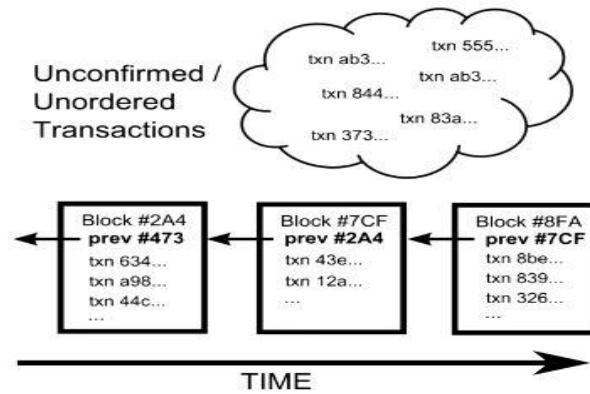 Unconfirmed /
Unordered
Transactions
txn 555...
txn ab3...
txn ab3...
txn 844...
txn 83a...
txn 373...
Block #2A4
prev #473
txn 634...
txn a98...
txn 44c...
...
Block #7CF
prev #2A4
txn 43e...
txn 12a...
...
Block #8FA
prev #7CF
txn 8be...
txn 839...
txn 326...
...
TIME